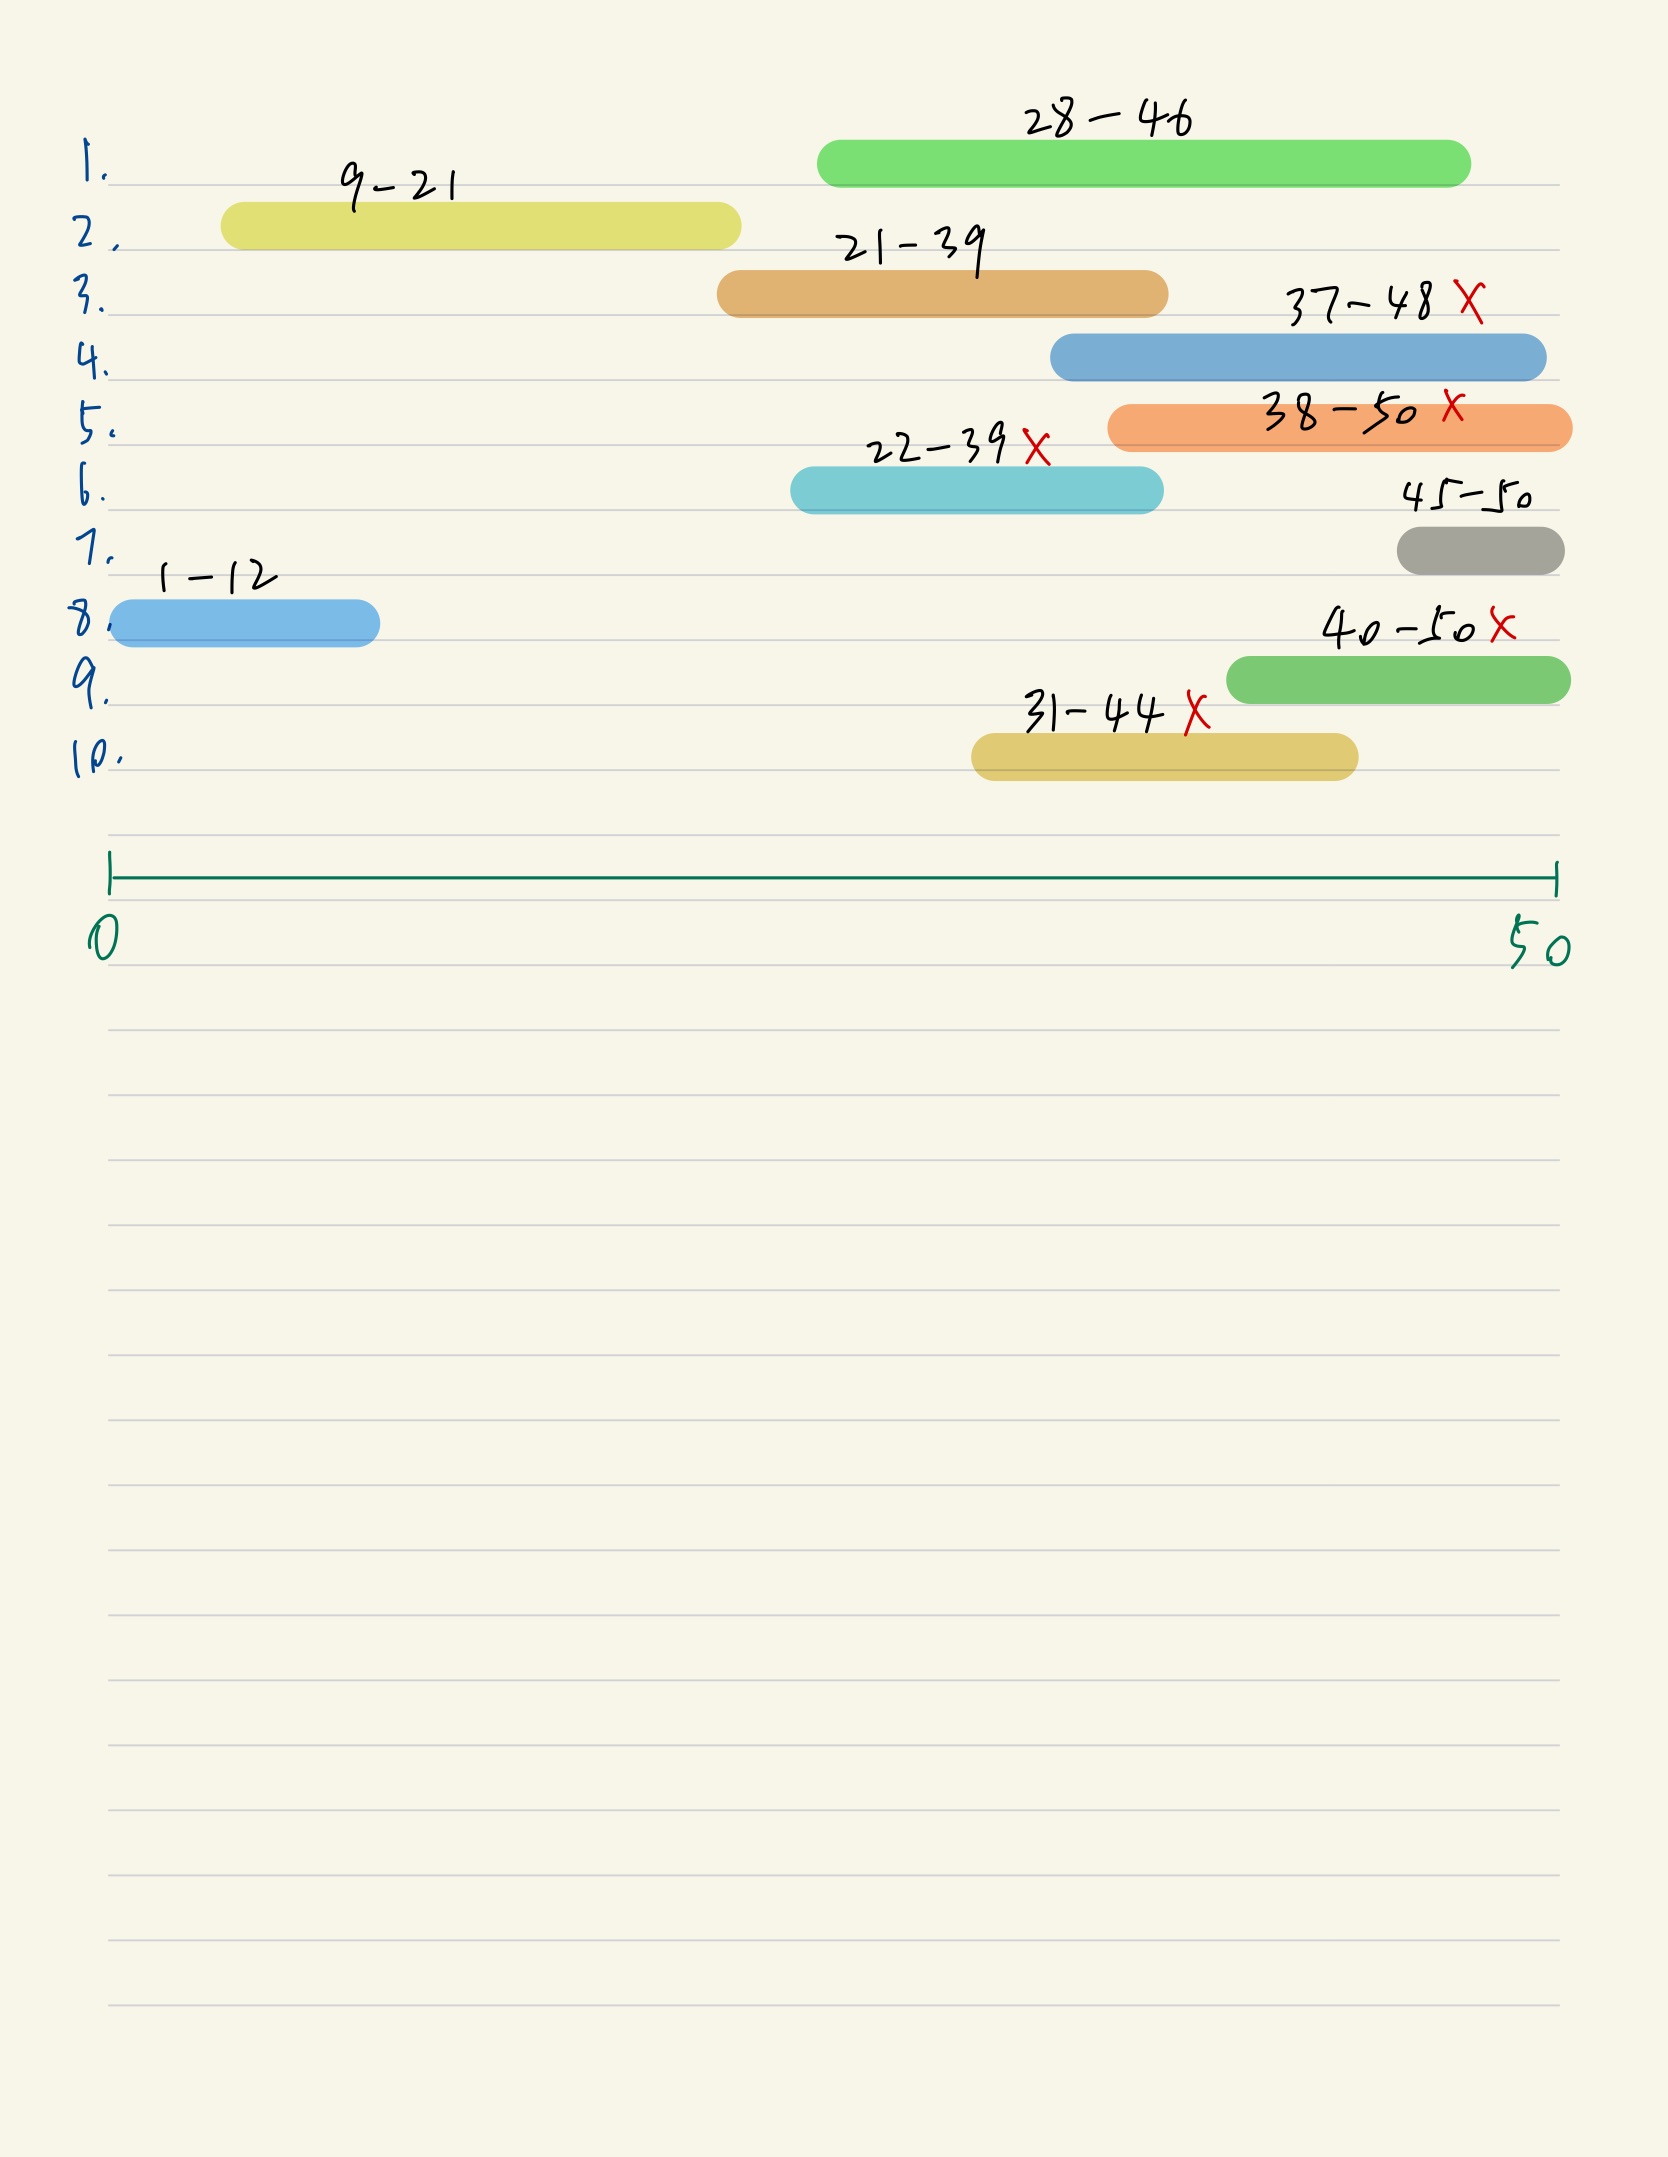 1. 28-46
2. 9-21
3. 21-39
4. 37-48 X
5. 38-50 X
6. 22-39 X
7. 45-50
8. 1-12
9. 40-50 X
10. 31-44 X
0 50